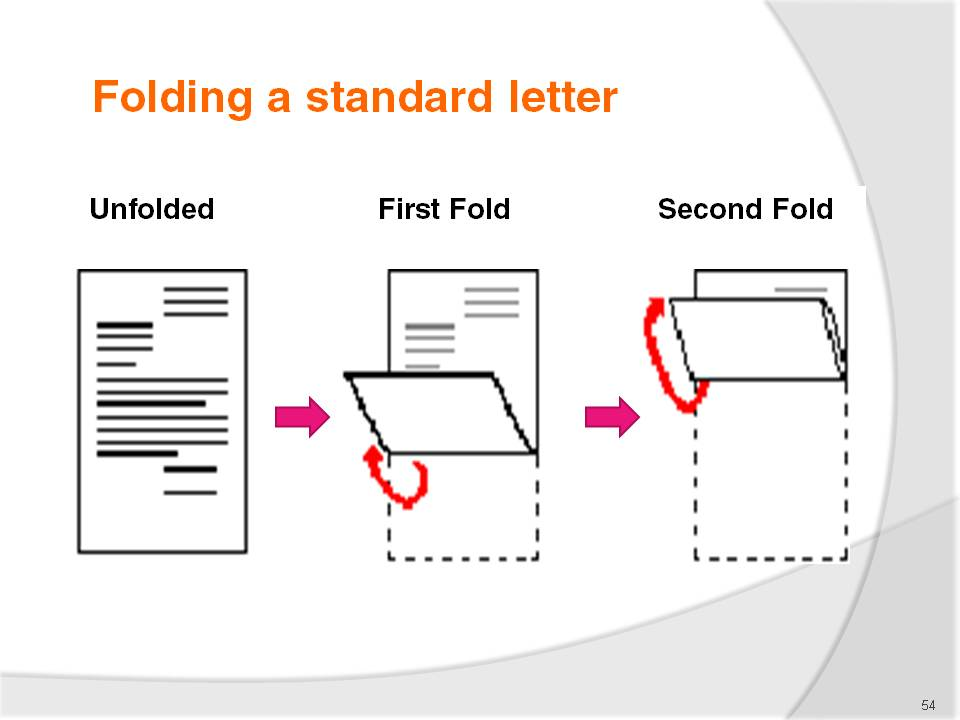 Folding a standard letter
Unfolded
First Fold
Second Fold
54